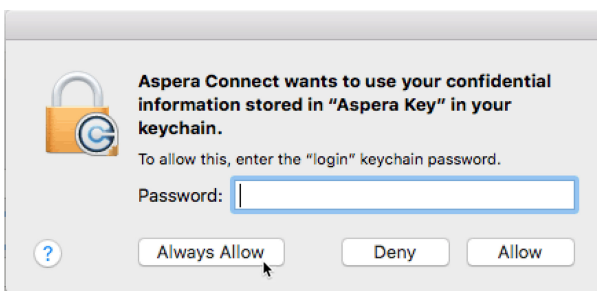 Aspera Connect wants to use your confidential
information stored in “Aspera Key” in your
keychain.
To allow this, enter the “login” keychain password.
Password:
? Always Allow Deny Allow